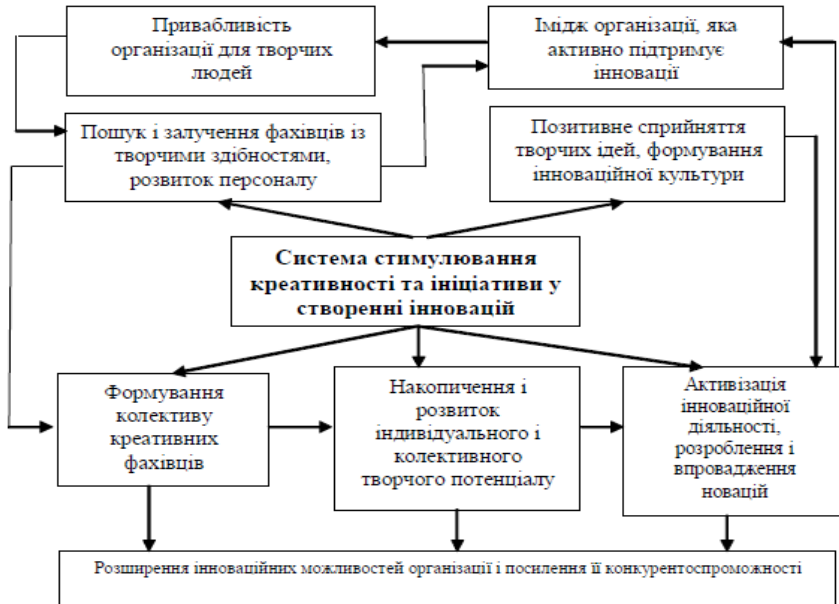 Привабливість
організації для творчих
людей
Імідж організації, яка
активно підтримує
інновації
Пошук і залучення фахівців із
творчими здібностями,
розвиток персоналу
Позитивне сприйняття
творчих ідей, формування
інноваційної культури
Система стимулювання
креативності та ініціативи у
створенні інновацій
Формування
колективу
креативних
фахівців
Накопичення і
розвиток
індивідуального і
колективного
творчого потенціалу
Активізація
інноваційної
діяльності,
розроблення і
впровадження
новацій
Розширення інноваційних можливостей організації і посилення її конкурентоспроможності